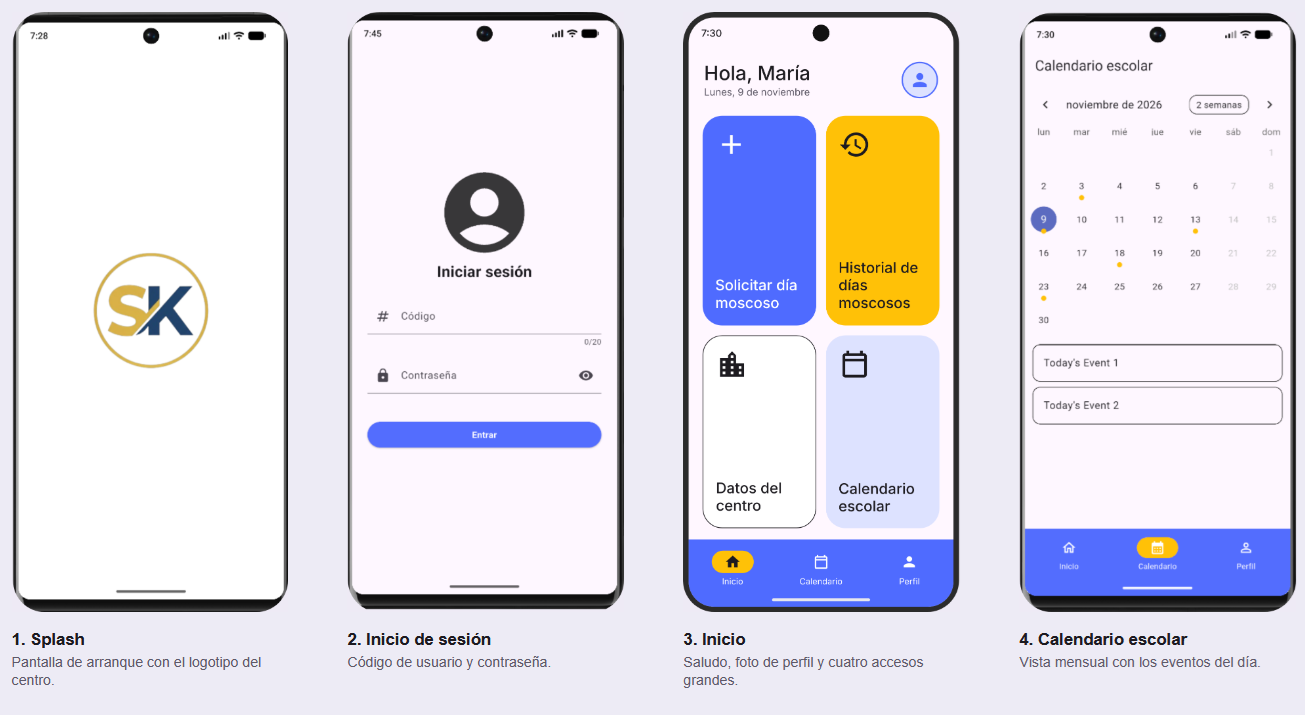 7:28
SK
1. Splash
Pantalla de arranque con el logotipo del
centro.
7:45
Iniciar sesión
# Código
0/20
Contraseña
Entrar
2. Inicio de sesión
Código de usuario y contraseña.
7:30
Hola, María
Lunes, 9 de noviembre
Solicitar día
moscoso
Historial de
días
moscosos
Datos del
centro
Calendario
escolar
Inicio Calendario Perfil
3. Inicio
Saludo, foto de perfil y cuatro accesos
grandes.
7:30
Calendario escolar
noviembre de 2026 2 semanas
lun mar mié jue vie sáb dom
1
2 3 4 5 6 7 8
9 10 11 12 13 14 15
16 17 18 19 20 21 22
23 24 25 26 27 28 29
30
Today's Event 1
Today's Event 2
Inicio Calendario Perfil
4. Calendario escolar
Vista mensual con los eventos del día.